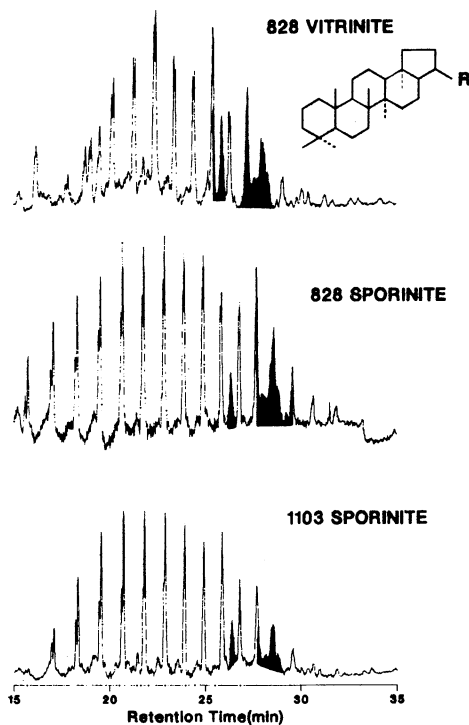 828 VITRINITE
R
828 SPORINITE
1103 SPORINITE
15 20 25 30 35
Retention Time(min)